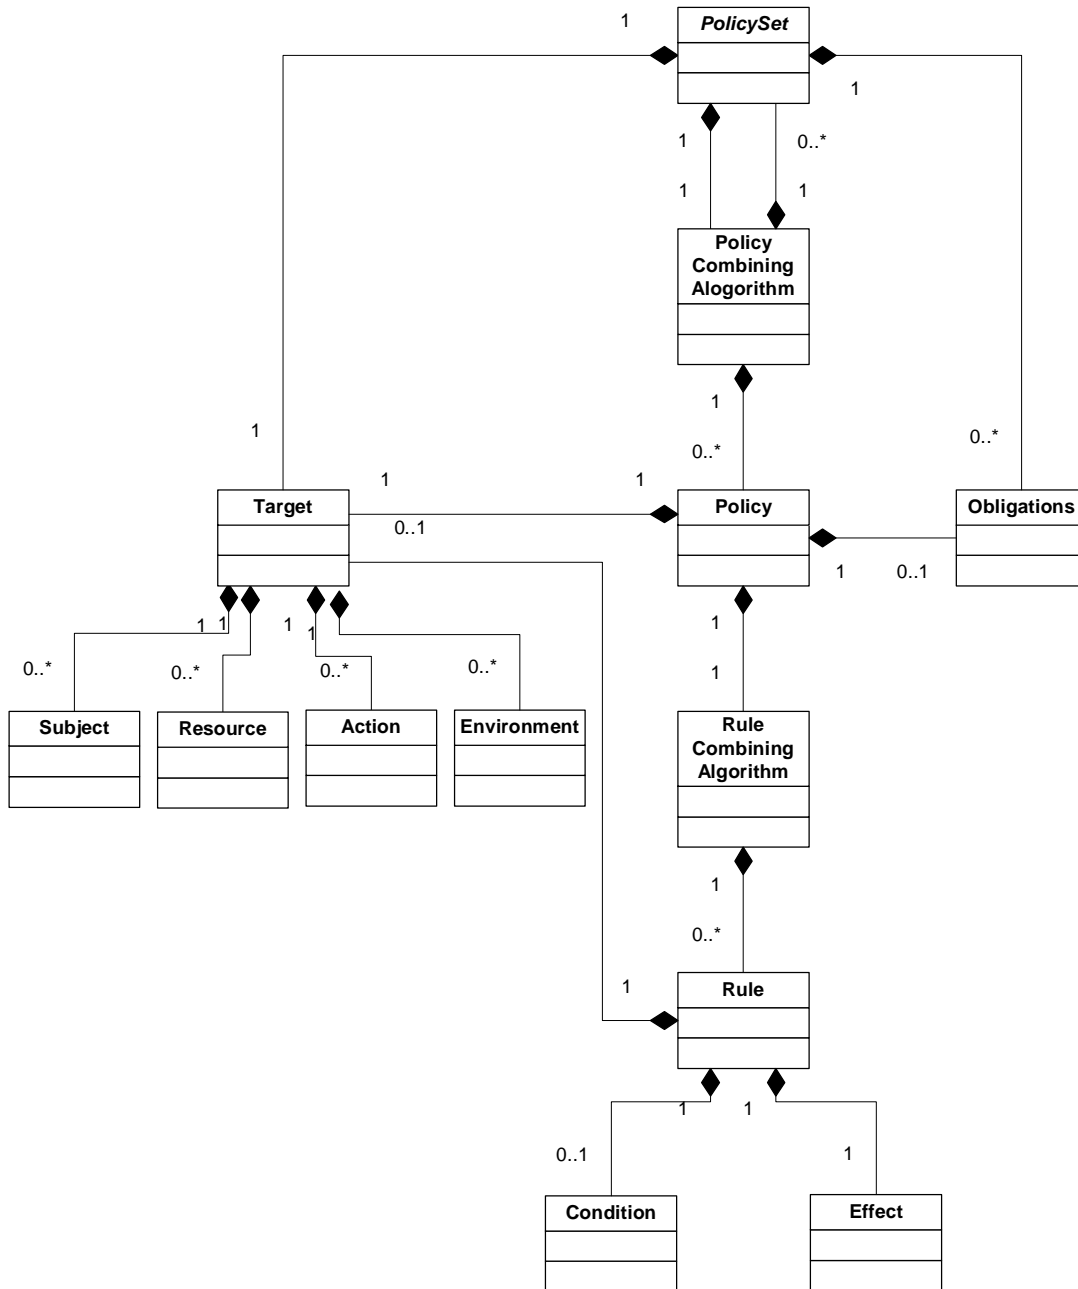 1
PolicySet
1
1
0..*
1
1
Policy
Combining
Alogorithm
1
1
0..*
0..*
1
1
Target
0..1
Policy
Obligations
1
0..1
1
1
1
1
1
0..*
0..*
0..*
0..*
1
Subject
Resource
Action
Environment
Rule
Combining
Algorithm
1
0..*
1
Rule
1
1
0..1
1
Condition
Effect